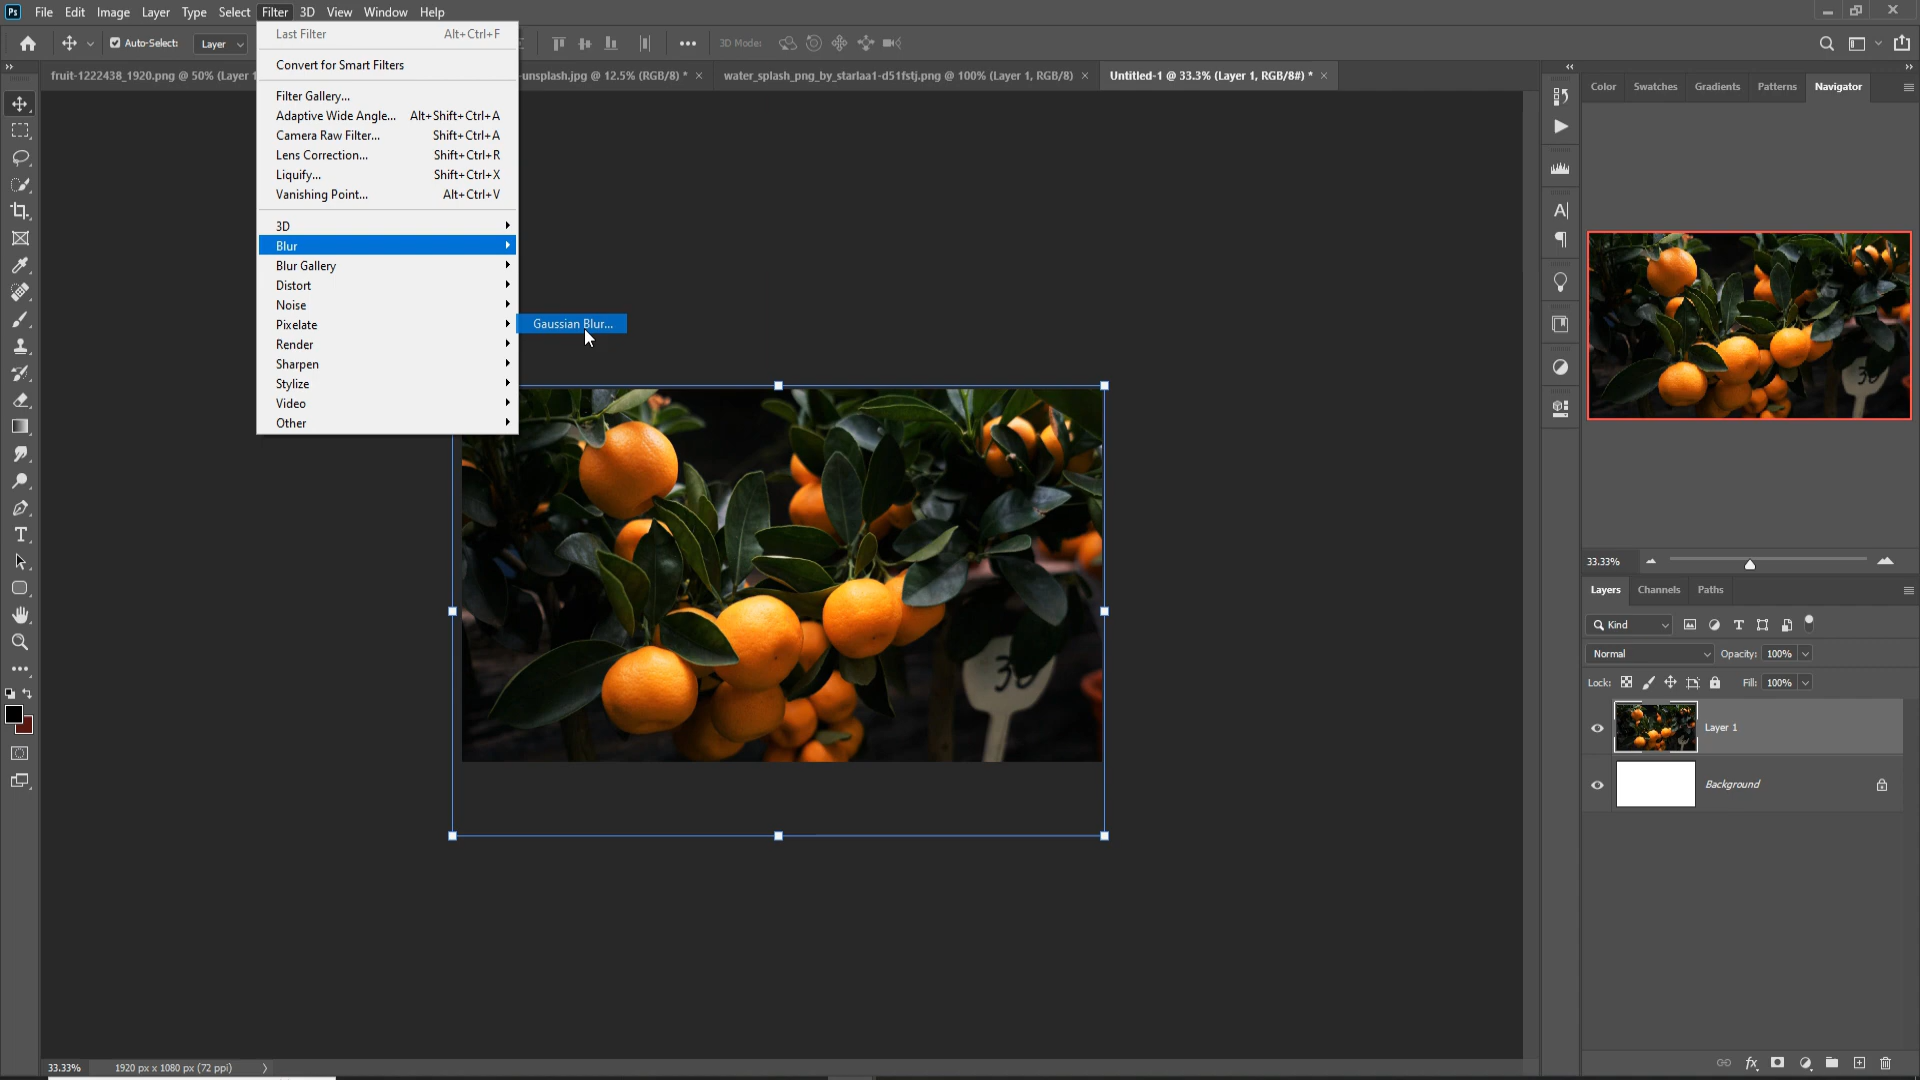 Ps File Edit Image Layer Type Select Filter 3D View Window Help
Auto-Select: Layer 3D Mode:
fruit-1222438_1920.png @ 50% (Layer 1 -unsplash.jpg @ 12.5% (RGB/8) * × water_splash_png_by_starlaa1-d51fstj.png @ 100% (Layer 1, RGB/8) × Untitled-1 @ 33.3% (Layer 1, RGB/8#) * ×
Last Filter Alt+Ctrl+F
Convert for Smart Filters
Filter Gallery...
Adaptive Wide Angle... Alt+Shift+Ctrl+A
Camera Raw Filter... Shift+Ctrl+A
Lens Correction... Shift+Ctrl+R
Liquify... Shift+Ctrl+X
Vanishing Point... Alt+Ctrl+V
3D
Blur
Blur Gallery
Distort
Noise
Pixelate
Render
Sharpen
Stylize
Video
Other
Gaussian Blur...
30
Color Swatches Gradients Patterns Navigator
30
33.33%
Layers Channels Paths
Kind
Normal Opacity: 100%
Lock: Fill: 100%
Layer 1
Background
fx
33.33% 1920 px x 1080 px (72 ppi)